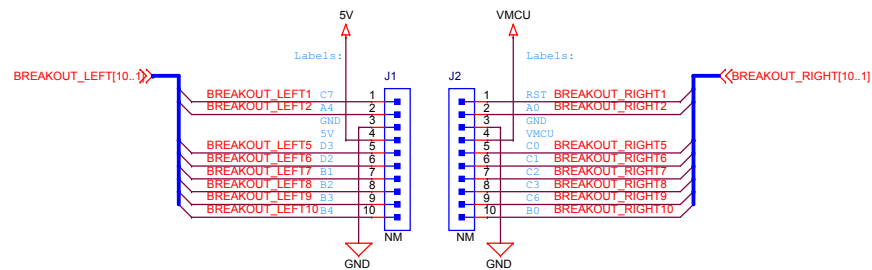 5V VMCU
Labels: Labels:
BREAKOUT_LEFT[10..1] J1 J2 BREAKOUT_RIGHT[10..1]
BREAKOUT_LEFT1 C7 1 1 RST BREAKOUT_RIGHT1
BREAKOUT_LEFT2 A4 2 2 A0 BREAKOUT_RIGHT2
GND 3 3 GND
5V 4 4 VMCU
BREAKOUT_LEFT5 D3 5 5 C0 BREAKOUT_RIGHT5
BREAKOUT_LEFT6 D2 6 6 C1 BREAKOUT_RIGHT6
BREAKOUT_LEFT7 B1 7 7 C2 BREAKOUT_RIGHT7
BREAKOUT_LEFT8 B2 8 8 C3 BREAKOUT_RIGHT8
BREAKOUT_LEFT9 B3 9 9 C6 BREAKOUT_RIGHT9
BREAKOUT_LEFT10 B4 10 10 B0 BREAKOUT_RIGHT10
NM NM
GND GND